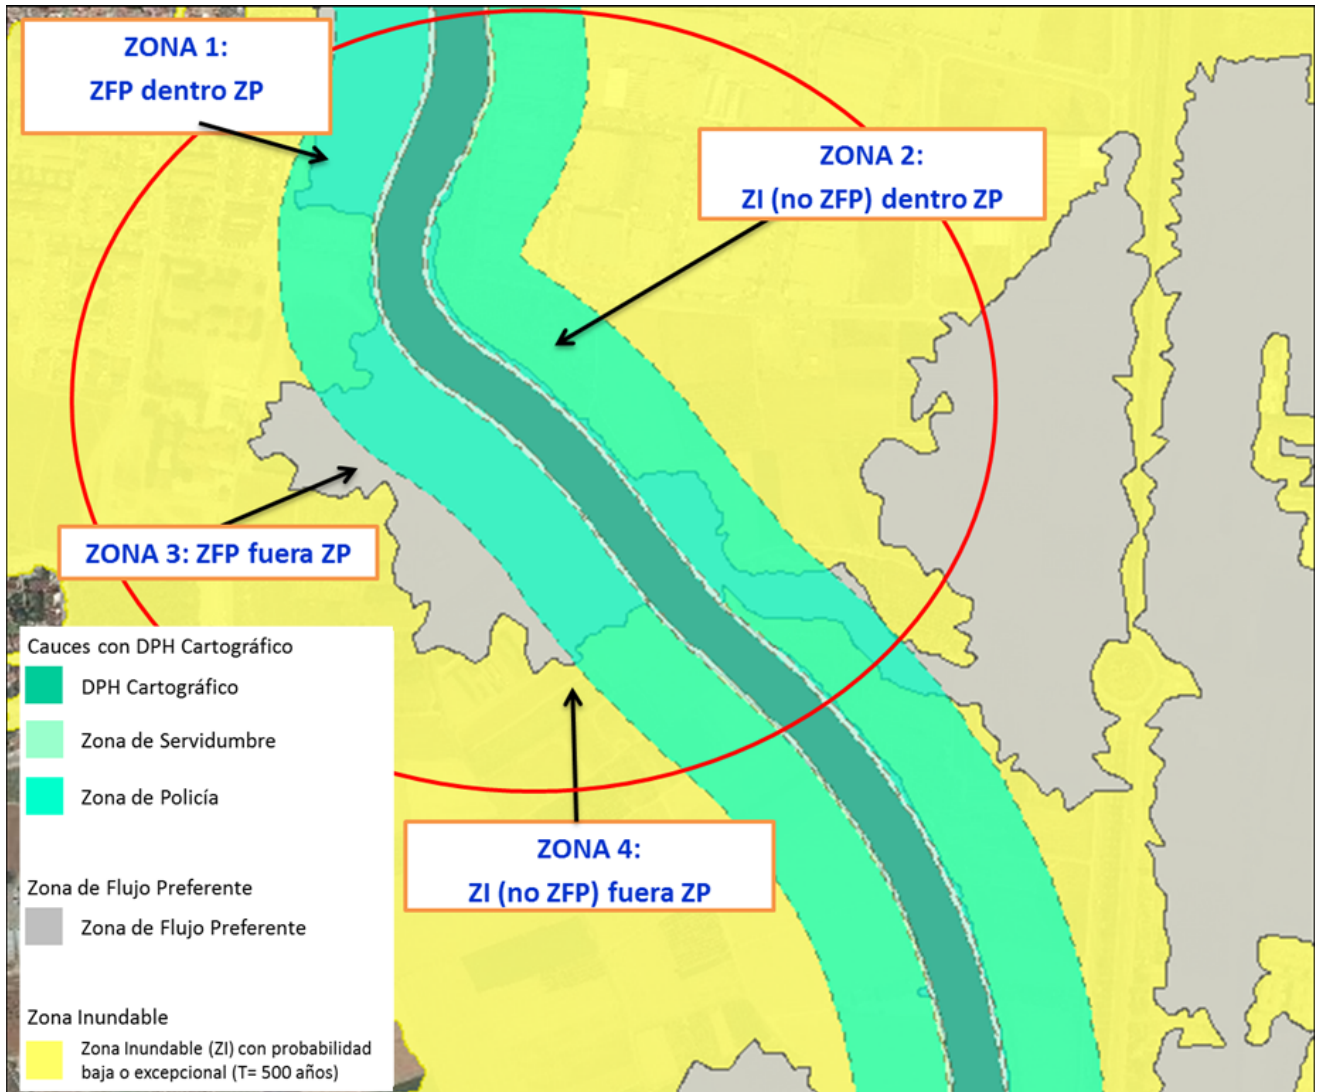 ZONA 1:
ZFP dentro ZP
ZONA 2:
ZI (no ZFP) dentro ZP
ZONA 3: ZFP fuera ZP
ZONA 4:
ZI (no ZFP) fuera ZP
Cauces con DPH Cartográfico
DPH Cartográfico
Zona de Servidumbre
Zona de Policía
Zona de Flujo Preferente
Zona de Flujo Preferente
Zona Inundable
Zona Inundable (ZI) con probabilidad
baja o excepcional (T= 500 años)